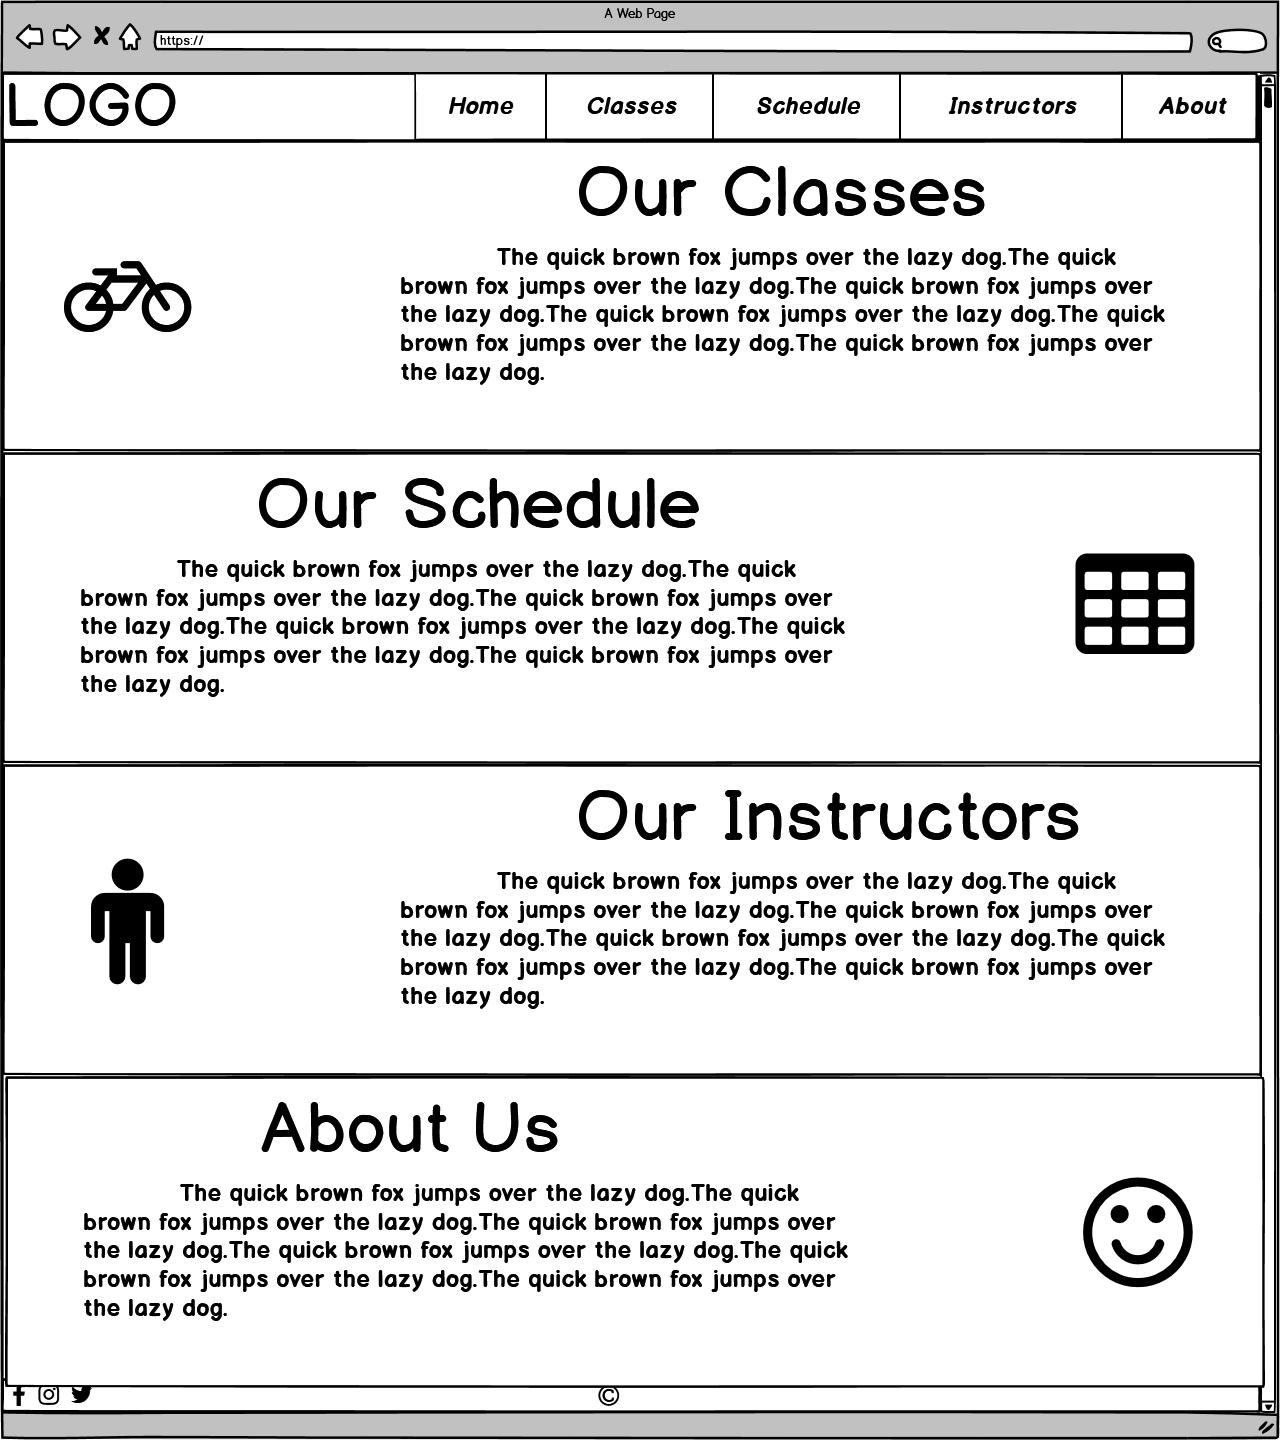 A Web Page
https://
LOGO
Home
Classes
Schedule
Instructors
About
Our Classes
The quick brown fox jumps over the lazy dog.The quick
brown fox jumps over the lazy dog.The quick brown fox jumps over
the lazy dog.The quick brown fox jumps over the lazy dog.The quick
brown fox jumps over the lazy dog.The quick brown fox jumps over
the lazy dog.
Our Schedule
The quick brown fox jumps over the lazy dog.The quick
brown fox jumps over the lazy dog.The quick brown fox jumps over
the lazy dog.The quick brown fox jumps over the lazy dog.The quick
brown fox jumps over the lazy dog.The quick brown fox jumps over
the lazy dog.
Our Instructors
The quick brown fox jumps over the lazy dog.The quick
brown fox jumps over the lazy dog.The quick brown fox jumps over
the lazy dog.The quick brown fox jumps over the lazy dog.The quick
brown fox jumps over the lazy dog.The quick brown fox jumps over
the lazy dog.
About Us
The quick brown fox jumps over the lazy dog.The quick
brown fox jumps over the lazy dog.The quick brown fox jumps over
the lazy dog.The quick brown fox jumps over the lazy dog.The quick
brown fox jumps over the lazy dog.The quick brown fox jumps over
the lazy dog.
©